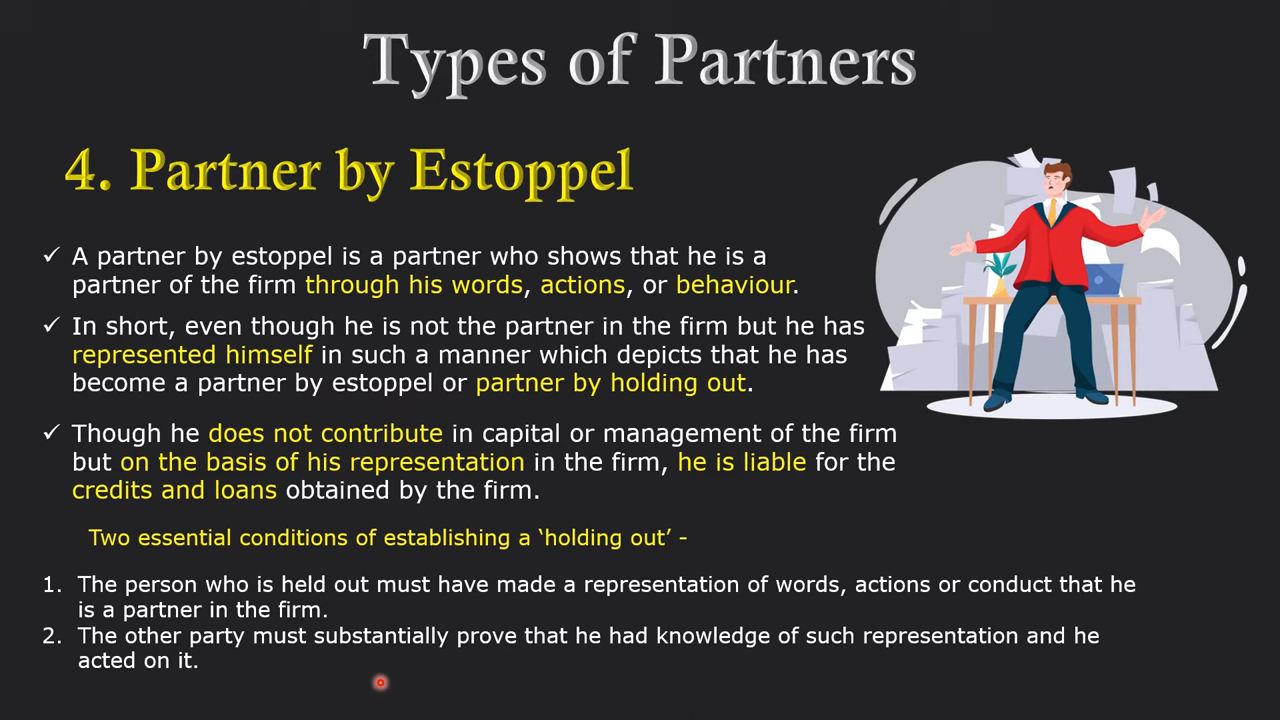 Types of Partners
4. Partner by Estoppel
✓ A partner by estoppel is a partner who shows that he is a
partner of the firm through his words, actions, or behaviour.
✓ In short, even though he is not the partner in the firm but he has
represented himself in such a manner which depicts that he has
become a partner by estoppel or partner by holding out.
✓ Though he does not contribute in capital or management of the firm
but on the basis of his representation in the firm, he is liable for the
credits and loans obtained by the firm.
Two essential conditions of establishing a ‘holding out’ -
1. The person who is held out must have made a representation of words, actions or conduct that he
is a partner in the firm.
2. The other party must substantially prove that he had knowledge of such representation and he
acted on it.